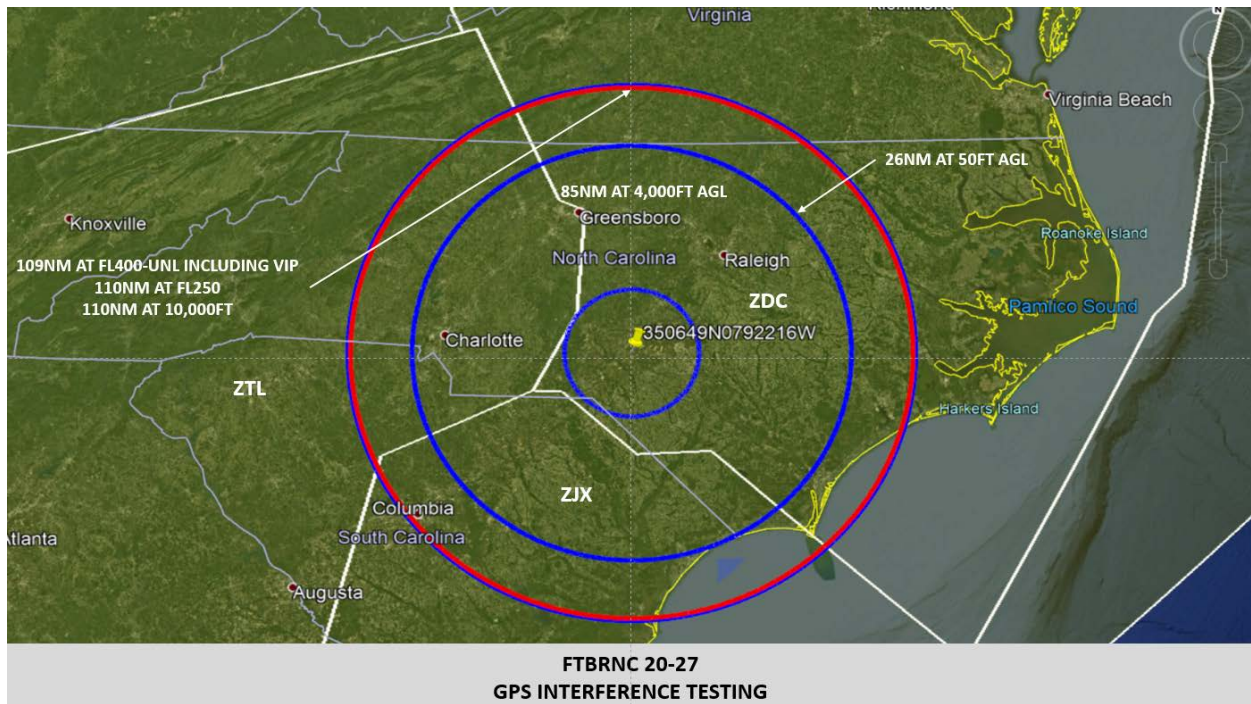 Virginia
N
Virginia Beach
26NM AT 50FT AGL
85NM AT 4,000FT AGL
Greensboro
Knoxville
Roanoke Island
North Carolina
Raleigh
109NM AT FL400-UNL INCLUDING VIP
110NM AT FL250
110NM AT 10,000FT
ZDC
Pamlico Sound
350649N0792216W
Charlotte
ZTL
Harkers Island
ZJX
Columbia
South Carolina
Atlanta
Augusta
FTBRNC 20-27
GPS INTERFERENCE TESTING